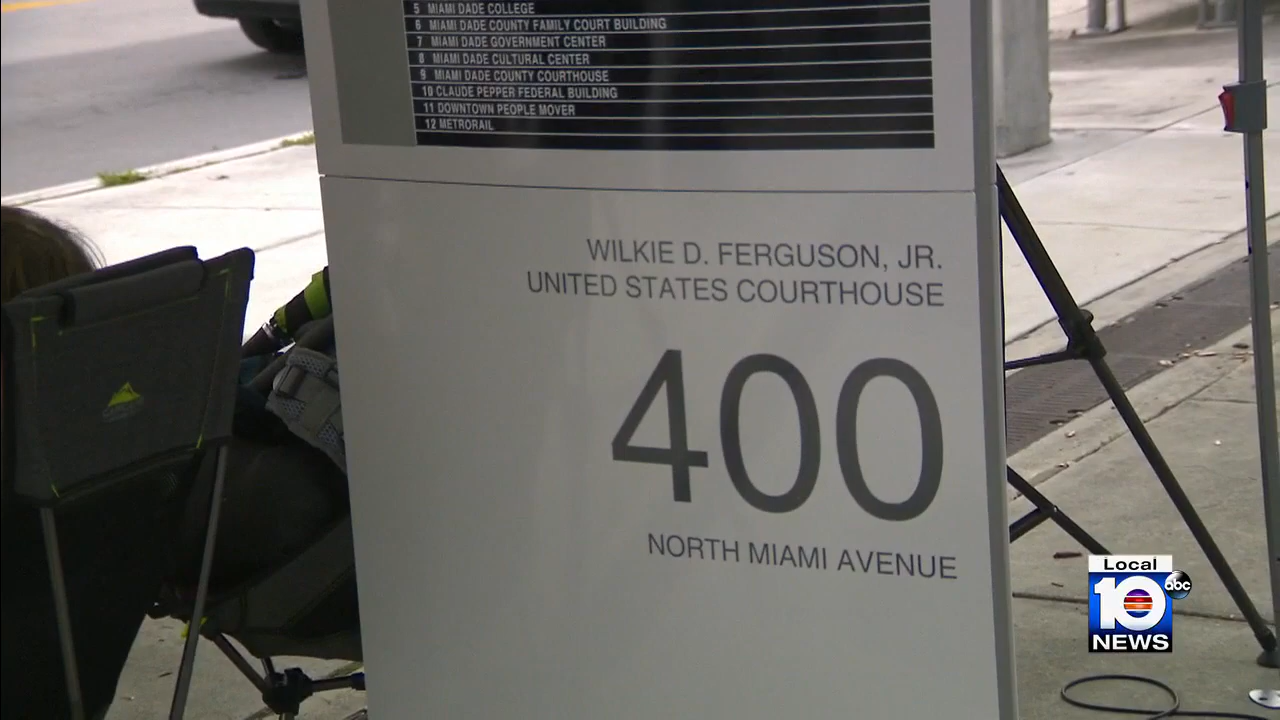 5 MIAMI DADE COLLEGE
6 MIAMI DADE COUNTY FAMILY COURT BUILDING
7 MIAMI DADE GOVERNMENT CENTER
8 MIAMI DADE CULTURAL CENTER
9 MIAMI DADE COUNTY COURTHOUSE
10 CLAUDE PEPPER FEDERAL BUILDING
11 DOWNTOWN PEOPLE MOVER
12 METRORAIL
WILKIE D. FERGUSON, JR.
UNITED STATES COURTHOUSE
400
NORTH MIAMI AVENUE
Local
10 abc
NEWS